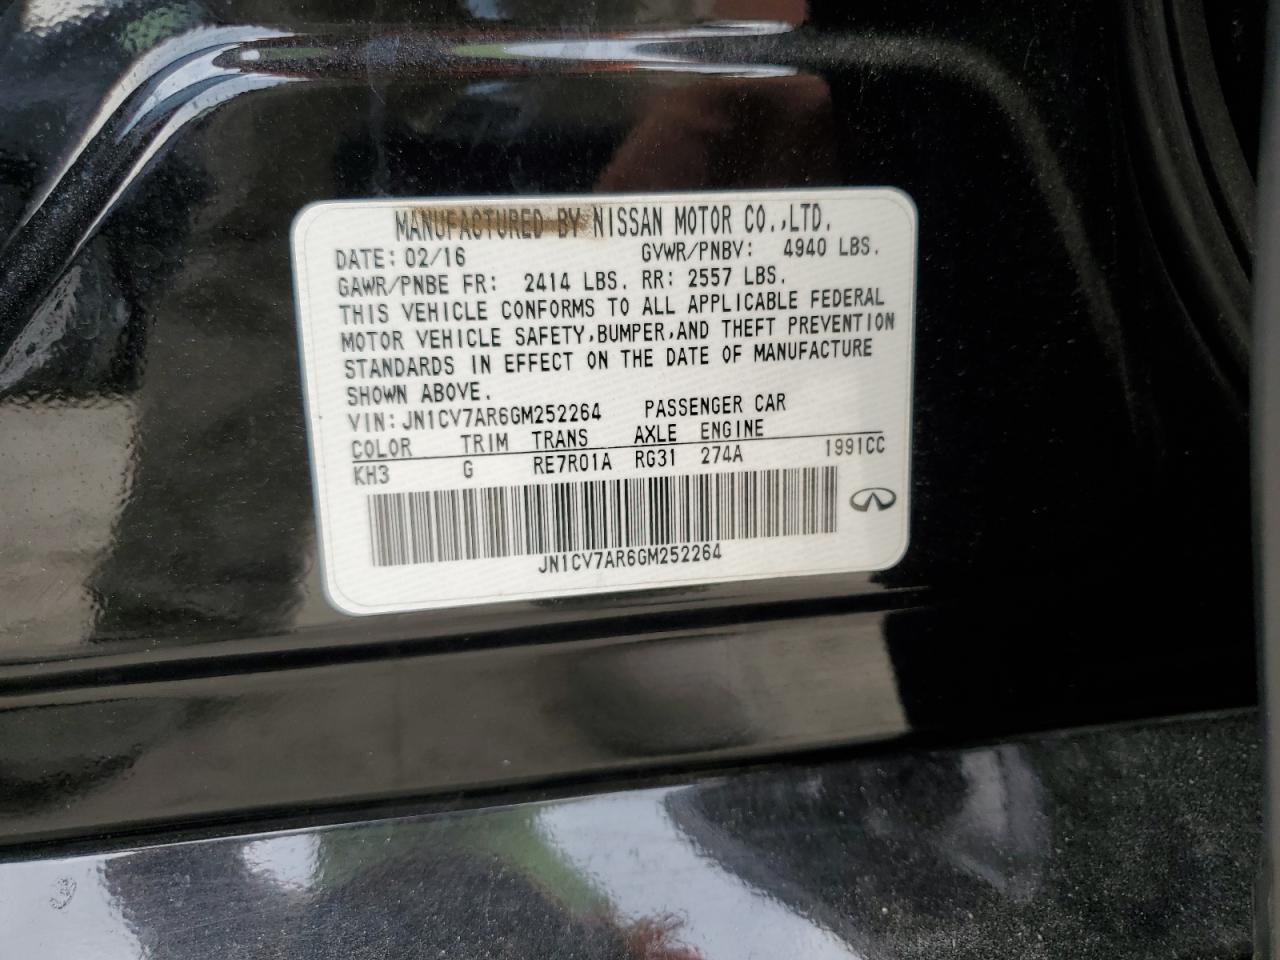 MANUFACTURED BY NISSAN MOTOR CO.,LTD.
DATE: 02/16 GVWR/PNBV: 4940 LBS.
GAWR/PNBE FR: 2414 LBS. RR: 2557 LBS.
THIS VEHICLE CONFORMS TO ALL APPLICABLE FEDERAL
MOTOR VEHICLE SAFETY,BUMPER,AND THEFT PREVENTION
STANDARDS IN EFFECT ON THE DATE OF MANUFACTURE
SHOWN ABOVE.
VIN: JN1CV7AR6GM252264 PASSENGER CAR
COLOR TRIM TRANS AXLE ENGINE
KH3 G RE7R01A RG31 274A 1991CC
JN1CV7AR6GM252264